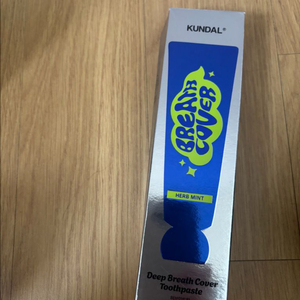 KUNDAL®
BREATH
COVER
HERB MINT
Deep Breath Cover
Toothpaste